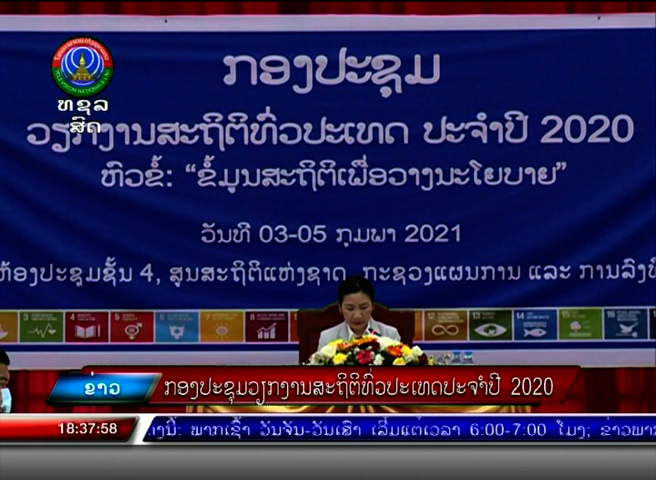 ກອງປະຊຸມ
ທຊລ
ສົດ
ວຽກງານສະຖິຕິທົ່ວປະເທດ ປະຈໍາປີ 2020
ຫົວຂໍ້: “ຂໍ້ມູນສະຖິຕິເພື່ອວາງນະໂຍບາຍ”
ວັນທີ 03-05 ກຸມພາ 2021
ຫ້ອງປະຊຸມຊັ້ນ 4, ສູນສະຖິຕິແຫ່ງຊາດ, ກະຊວງແຜນການ ແລະ ການລົງທຶ
ຂ່າວ ກອງປະຊຸມວຽກງານສະຖິຕິທົ່ວປະເທດປະຈໍາປີ 2020
18:37:58 ງນີ້: ພາກເຊົ້າ ວັນຈັນ-ວັນເສົາ ເລີ່ມແຕ່ເວລາ 6:00-7:00 ໂມງ; ຂ່າວພາ